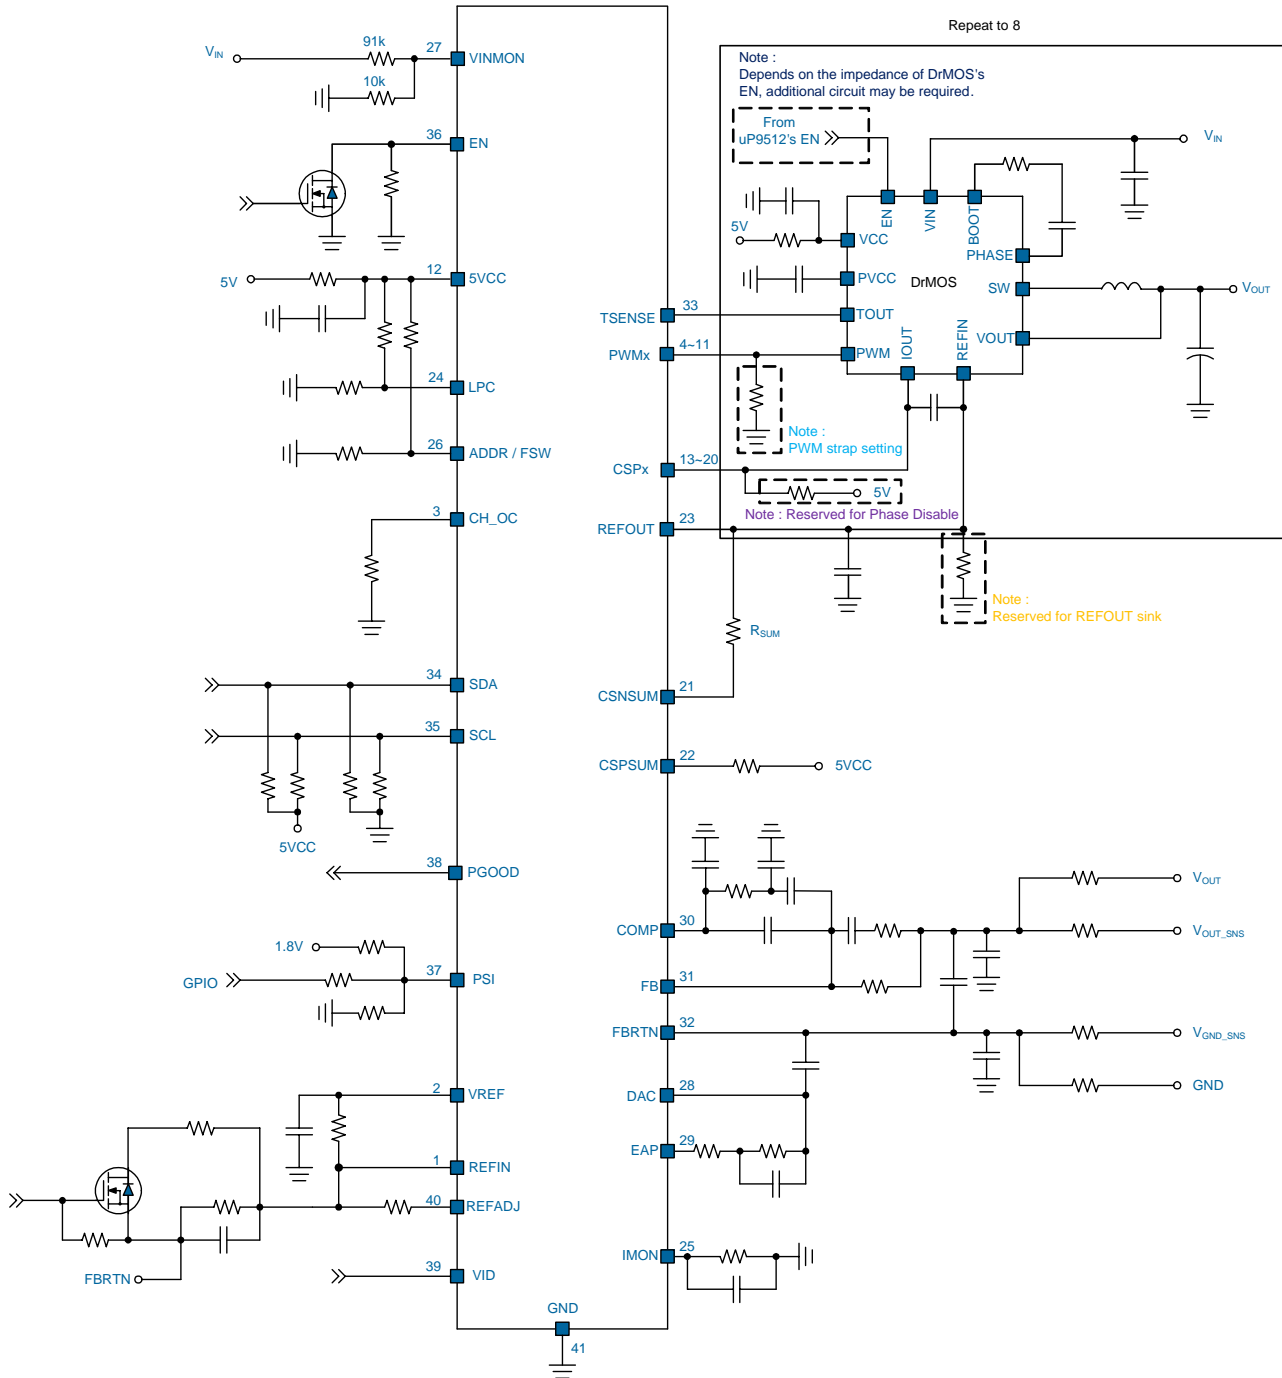 Repeat to 8
Note :
Depends on the impedance of DrMOS's
EN, additional circuit may be required.
From
uP9512's EN
VIN
91k
27
VINMON
10k
36
EN
5V
12
5VCC
24
LPC
26
ADDR / FSW
3
CH_OC
34
SDA
35
SCL
5VCC
38
PGOOD
1.8V
GPIO
37
PSI
2
VREF
1
REFIN
40
REFADJ
FBRTN
39
VID
GND
41
TSENSE
33
PWMx
4~11
CSPx
13~20
REFOUT
23
RSUM
CSNSUM
21
CSPSUM
22
5VCC
COMP
30
FB
31
FBRTN
32
DAC
28
EAP
29
IMON
25
VOUT
VOUT_SNS
VGND_SNS
GND
VIN
EN
VIN
BOOT
5V
VCC
PHASE
PVCC
DrMOS
SW
VOUT
TOUT
VOUT
PWM
IOUT
REFIN
Note :
PWM strap setting
5V
Note : Reserved for Phase Disable
Note :
Reserved for REFOUT sink